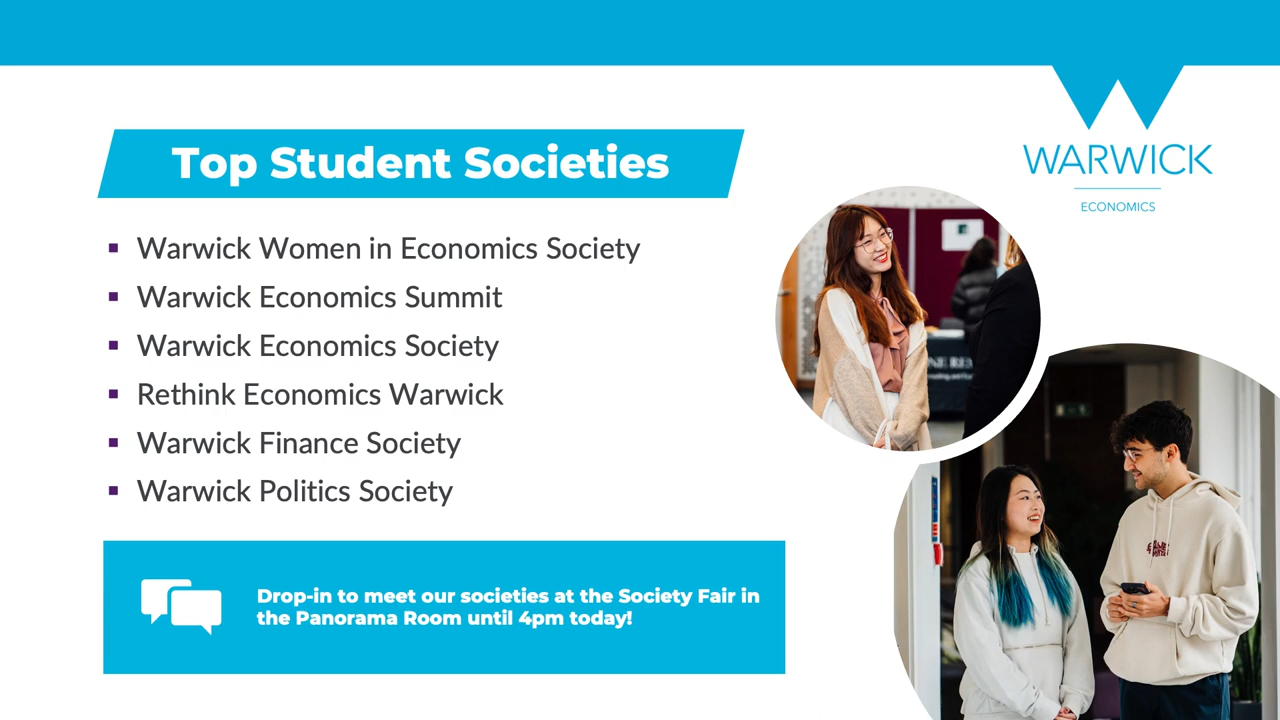 Top Student Societies
WARWICK
ECONOMICS
Warwick Women in Economics Society
Warwick Economics Summit
Warwick Economics Society
Rethink Economics Warwick
Warwick Finance Society
Warwick Politics Society
Drop-in to meet our societies at the Society Fair in
the Panorama Room until 4pm today!